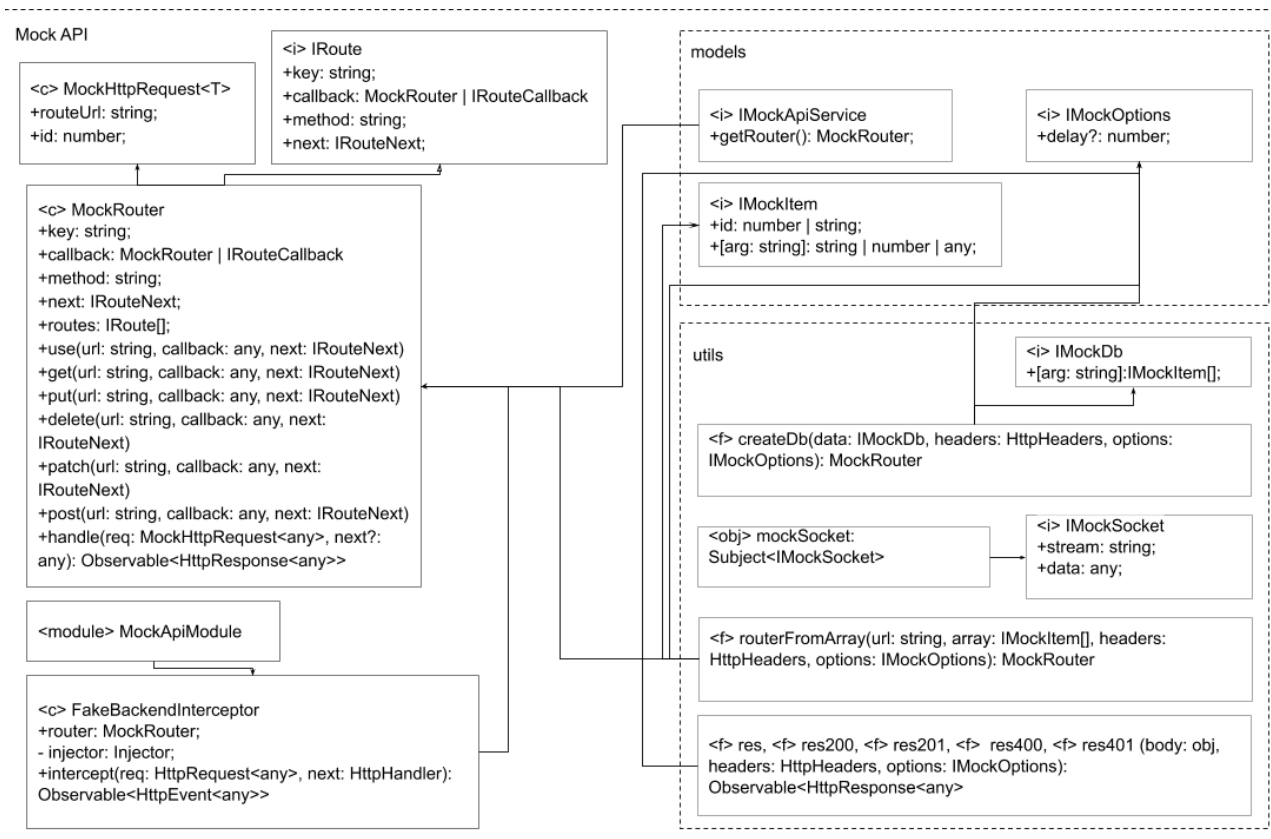 Mock API
<c> MockHttpRequest<T>
+routeUrl: string;
+id: number;
<i> IRoute
+key: string;
+callback: MockRouter | IRouteCallback
+method: string;
+next: IRouteNext;
<c> MockRouter
+key: string;
+callback: MockRouter | IRouteCallback
+method: string;
+next: IRouteNext;
+routes: IRoute[];
+use(url: string, callback: any, next: IRouteNext)
+get(url: string, callback: any, next: IRouteNext)
+put(url: string, callback: any, next: IRouteNext)
+delete(url: string, callback: any, next:
IRouteNext)
+patch(url: string, callback: any, next:
IRouteNext)
+post(url: string, callback: any, next: IRouteNext)
+handle(req: MockHttpRequest<any>, next?:
any): Observable<HttpResponse<any>>
<module> MockApiModule
<c> FakeBackendInterceptor
+router: MockRouter;
- injector: Injector;
+intercept(req: HttpRequest<any>, next: HttpHandler):
Observable<HttpEvent<any>>
models
<i> IMockApiService
+getRouter(): MockRouter;
<i> IMockOptions
+delay?: number;
<i> IMockItem
+id: number | string;
+[arg: string]: string | number | any;
utils
<i> IMockDb
+[arg: string]:IMockItem[];
<f> createDb(data: IMockDb, headers: HttpHeaders, options:
IMockOptions): MockRouter
<obj> mockSocket:
Subject<IMockSocket>
<i> IMockSocket
+stream: string;
+data: any;
<f> routerFromArray(url: string, array: IMockItem[], headers:
HttpHeaders, options: IMockOptions): MockRouter
<f> res, <f> res200, <f> res201, <f> res400, <f> res401 (body: obj,
headers: HttpHeaders, options: IMockOptions):
Observable<HttpResponse<any>